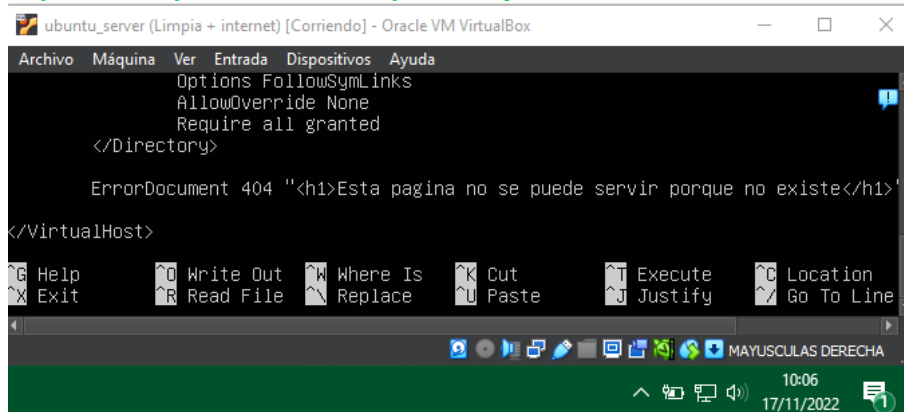 ubuntu_server (Limpia + internet) [Corriendo] - Oracle VM VirtualBox
Archivo Máquina Ver Entrada Dispositivos Ayuda
Options FollowSymLinks
AllowOverride None
Require all granted
</Directory>
ErrorDocument 404 "<h1>Esta pagina no se puede servir porque no existe</h1>"
</VirtualHost>
^G Help ^O Write Out ^W Where Is ^K Cut ^T Execute ^C Location
^X Exit ^R Read File ^\ Replace ^U Paste ^J Justify ^/ Go To Line
MAYUSCULAS DERECHA
10:06
17/11/2022
1